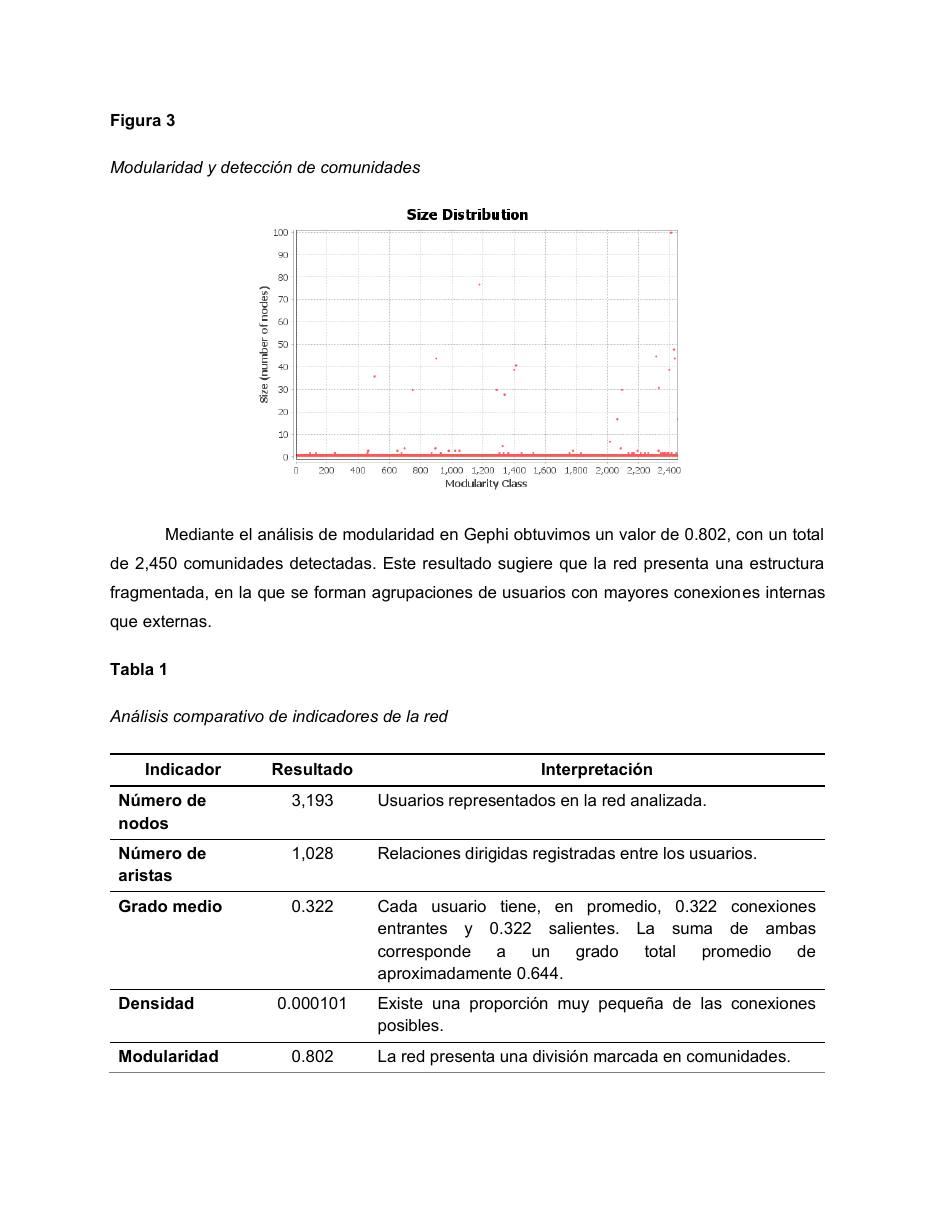 Figura 3
Modularidad y detección de comunidades
Size Distribution
100
90
80
70
60
50
40
30
20
10
0
Size (number of nodes)
0 200 400 600 800 1,000 1,200 1,400 1,600 1,800 2,000 2,200 2,400
Modularity Class
Mediante el análisis de modularidad en Gephi obtuvimos un valor de 0.802, con un total
de 2,450 comunidades detectadas. Este resultado sugiere que la red presenta una estructura
fragmentada, en la que se forman agrupaciones de usuarios con mayores conexiones internas
que externas.
Tabla 1
Análisis comparativo de indicadores de la red
Indicador Resultado Interpretación
Número de 3,193 Usuarios representados en la red analizada.
nodos
Número de 1,028 Relaciones dirigidas registradas entre los usuarios.
aristas
Grado medio 0.322 Cada usuario tiene, en promedio, 0.322 conexiones
entrantes y 0.322 salientes. La suma de ambas
corresponde a un grado total promedio de
aproximadamente 0.644.
Densidad 0.000101 Existe una proporción muy pequeña de las conexiones
posibles.
Modularidad 0.802 La red presenta una división marcada en comunidades.